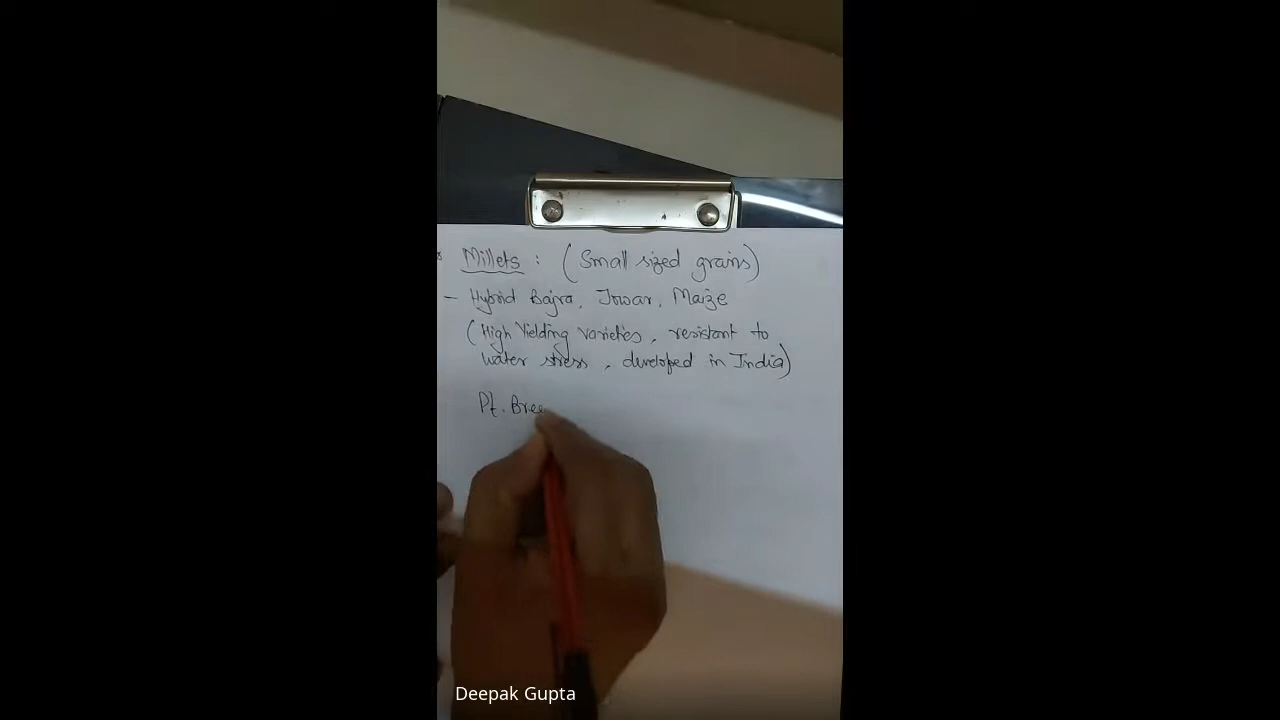 Millets : (Small sized grains)
- Hybrid Bajra, Jowar, Maize
(High Yielding varieties, resistant to
water stress, developed in India)
Pt. Bree
Deepak Gupta